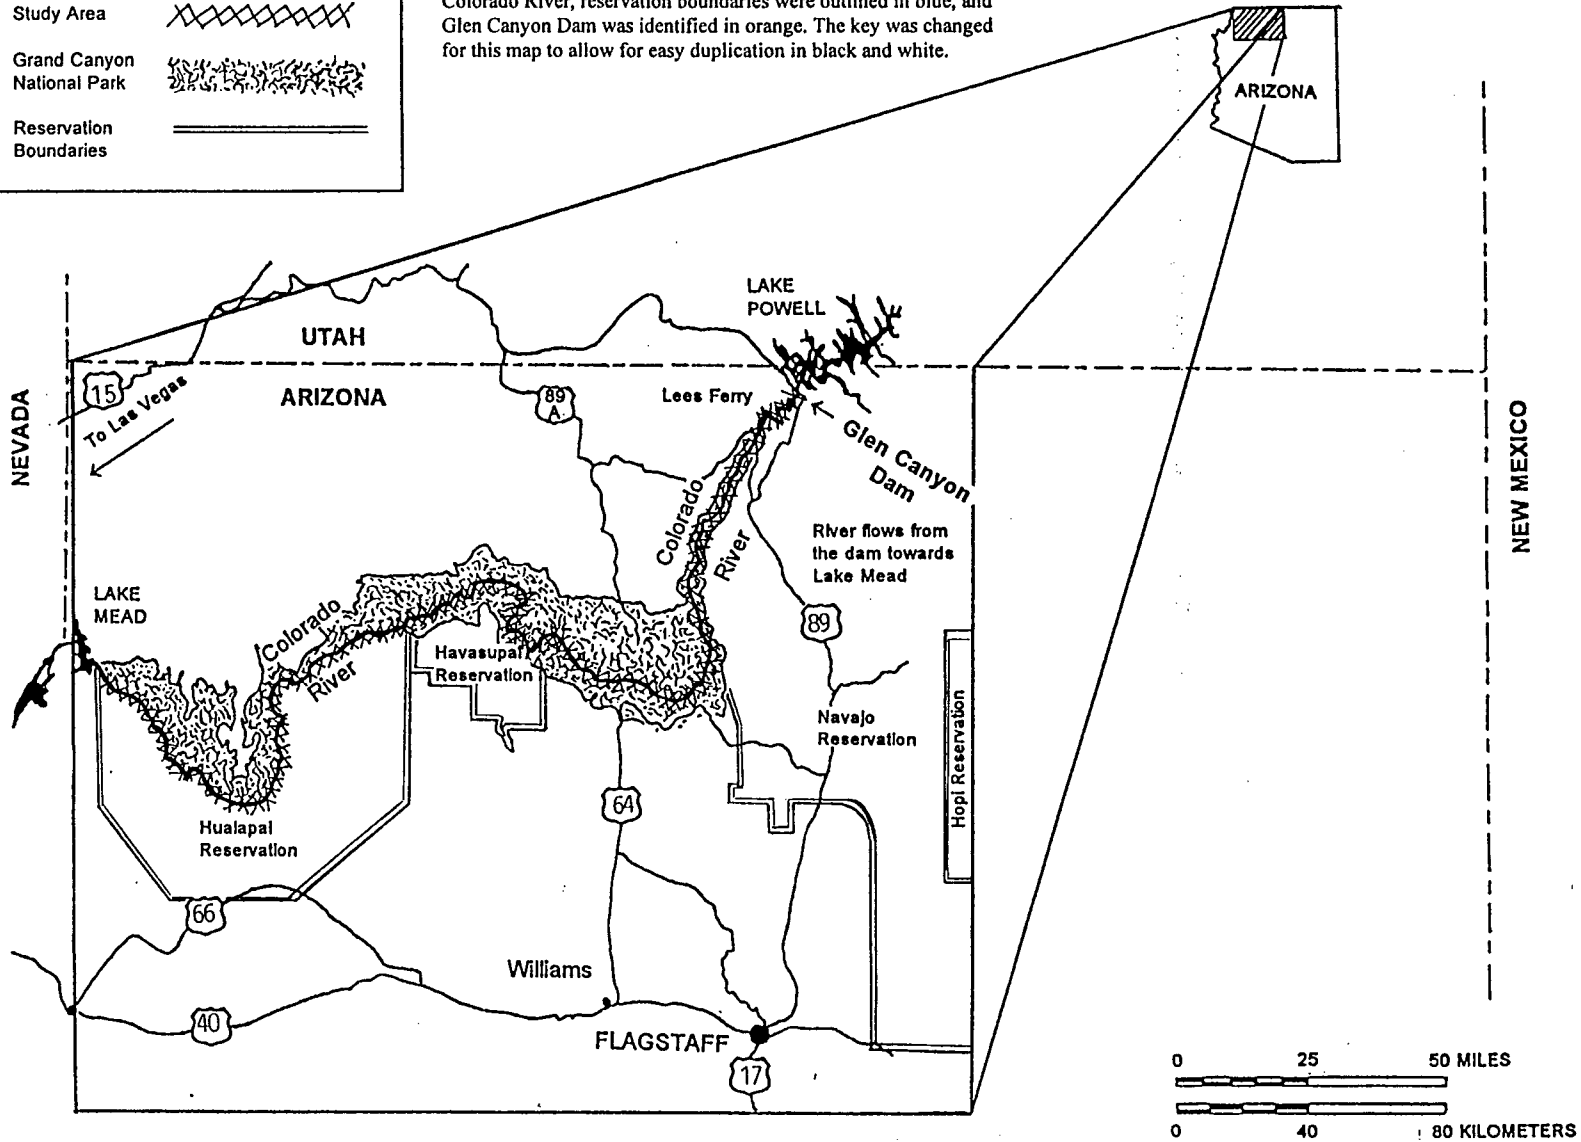 Study Area
Grand Canyon
National Park
Reservation
Boundaries
Colorado River, reservation boundaries were outlined in blue, and
Glen Canyon Dam was identified in orange. The key was changed
for this map to allow for easy duplication in black and white.
ARIZONA
LAKE
POWELL
UTAH
ARIZONA
NEVADA
15
To Las Vegas
89
A
Lees Ferry
Glen Canyon
Dam
NEW MEXICO
Colorado
River
River flows from
the dam towards
Lake Mead
LAKE
MEAD
Colorado
River
89
Havasupai
Reservation
Navajo
Reservation
Hopi Reservation
64
Hualapai
Reservation
66
Williams
40
FLAGSTAFF
17
0 25 50 MILES
0 40 80 KILOMETERS